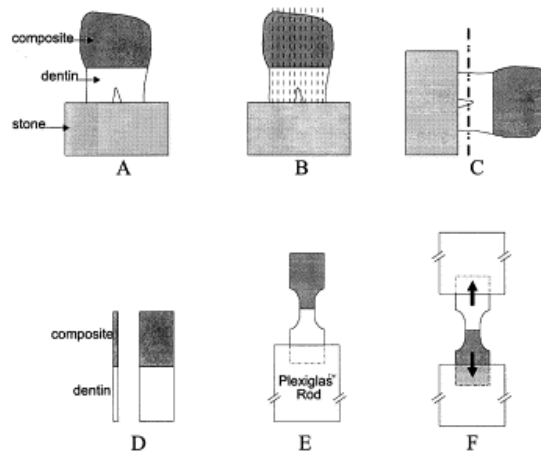 composite
dentin
stone
A
B
C
composite
dentin
D
Plexiglas™
Rod
E
F